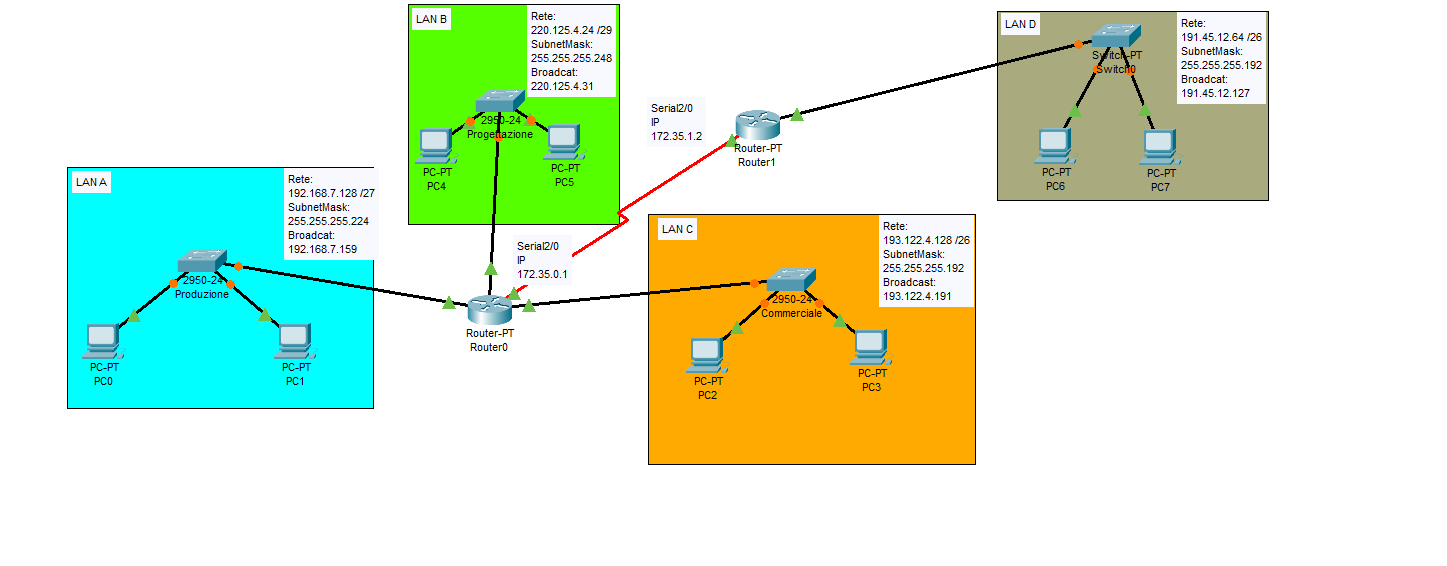 LAN B
Rete:
220.125.4.24 /29
SubnetMask:
255.255.255.248
Broadcat:
220.125.4.31
2950-24
Progettazione
PC-PT
PC4
PC-PT
PC5
LAN D
Rete:
191.45.12.64 /26
SubnetMask:
255.255.255.192
Broadcat:
191.45.12.127
Switch-PT
Switch0
PC-PT
PC6
PC-PT
PC7
Serial2/0
IP
172.35.1.2
Router-PT
Router1
LAN A
Rete:
192.168.7.128 /27
SubnetMask:
255.255.255.224
Broadcat:
192.168.7.159
2950-24
Produzione
PC-PT
PC0
PC-PT
PC1
Serial2/0
IP
172.35.0.1
Router-PT
Router0
LAN C
Rete:
193.122.4.128 /26
SubnetMask:
255.255.255.192
Broadcast:
193.122.4.191
2950-24
Commerciale
PC-PT
PC2
PC-PT
PC3